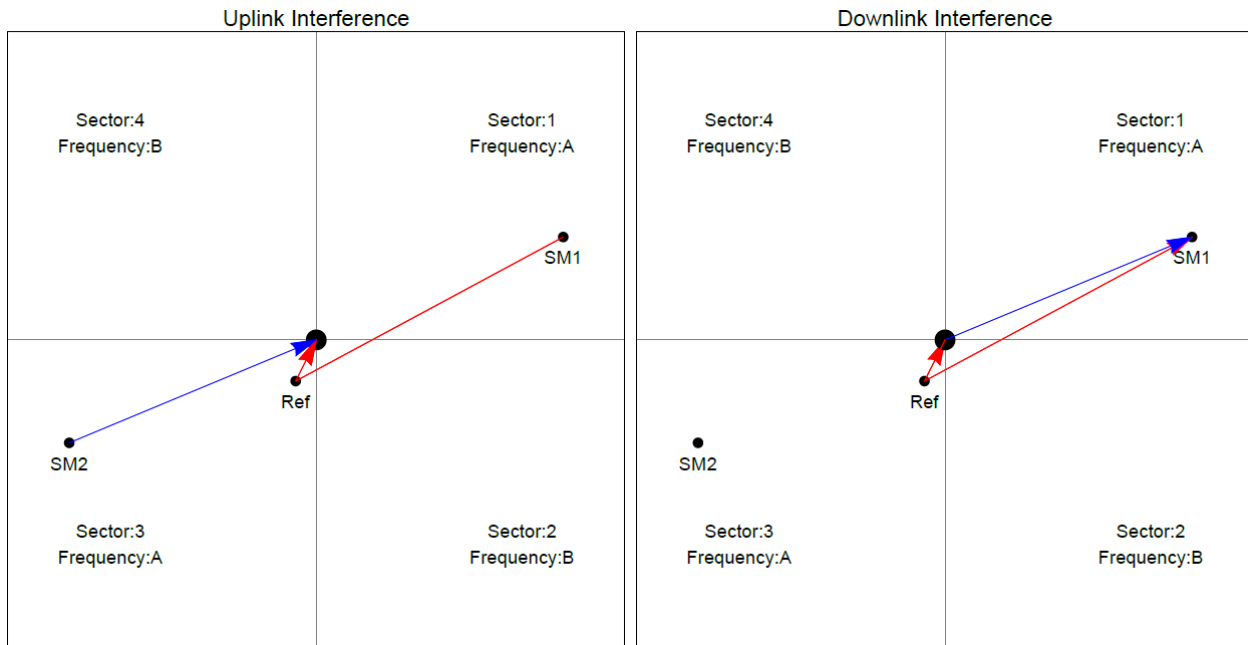 Uplink Interference
Sector:4
Frequency:B
Sector:1
Frequency:A
SM1
Ref
SM2
Sector:3
Frequency:A
Sector:2
Frequency:B
Downlink Interference
Sector:4
Frequency:B
Sector:1
Frequency:A
SM1
Ref
SM2
Sector:3
Frequency:A
Sector:2
Frequency:B